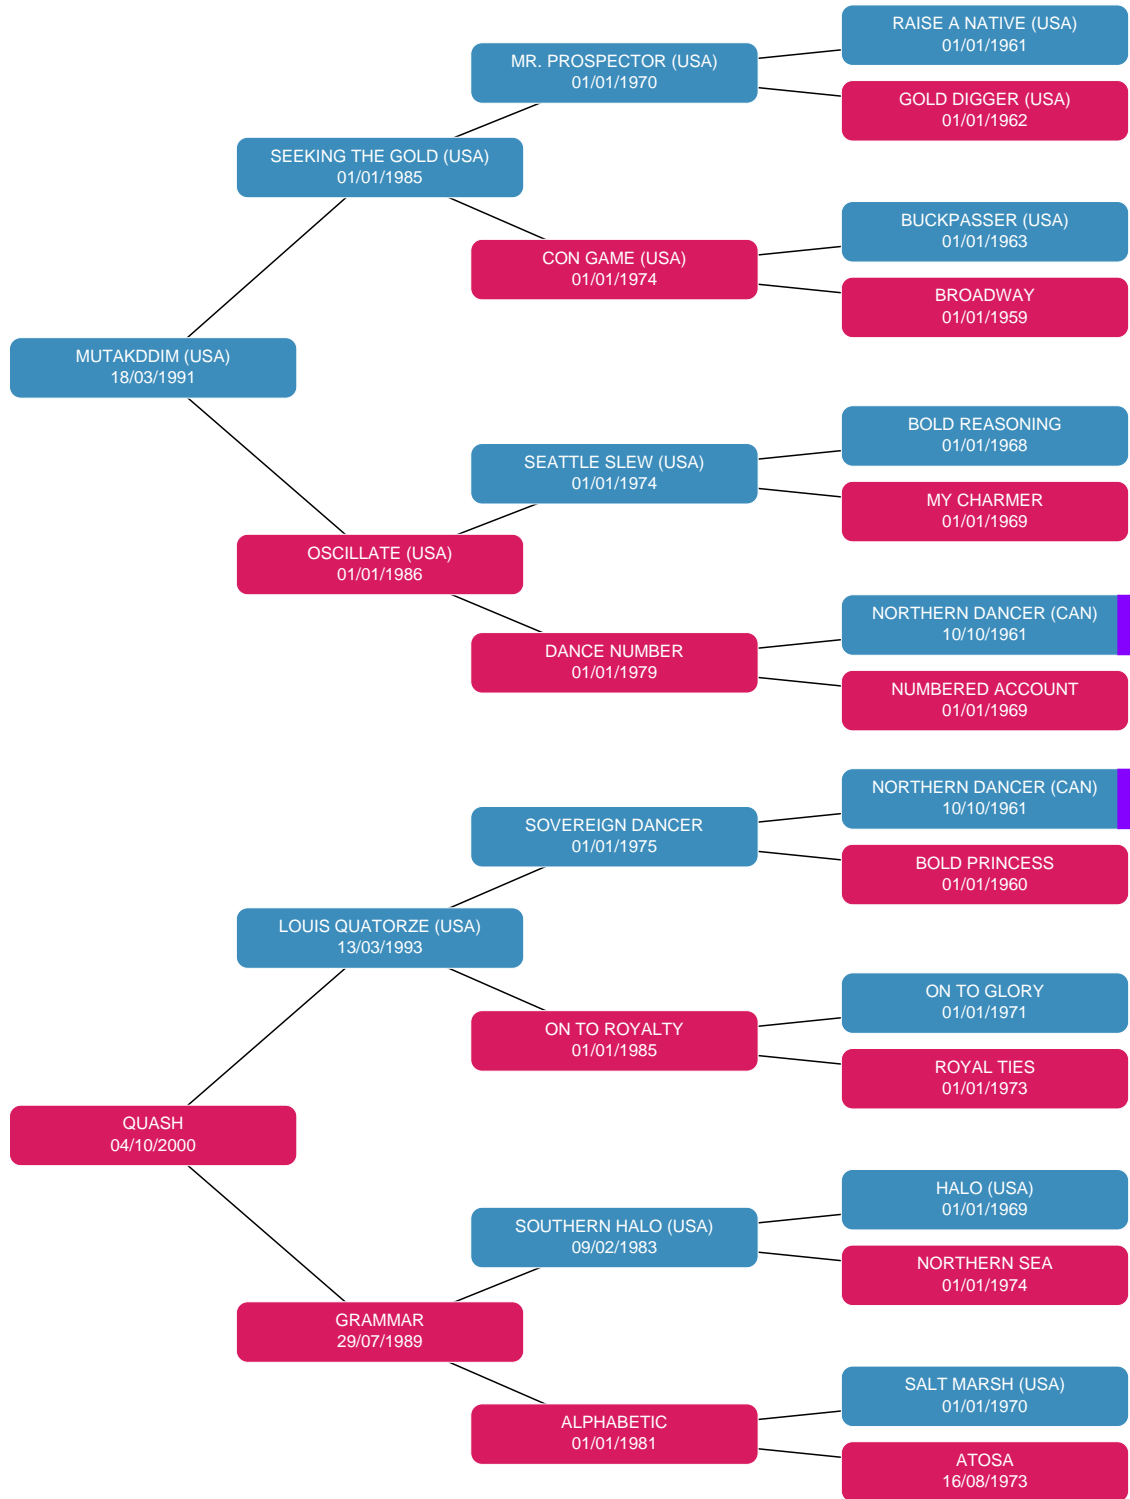 RAISE A NATIVE (USA)
01/01/1961
MR. PROSPECTOR (USA)
01/01/1970
GOLD DIGGER (USA)
01/01/1962
SEEKING THE GOLD (USA)
01/01/1985
BUCKPASSER (USA)
01/01/1963
CON GAME (USA)
01/01/1974
BROADWAY
01/01/1959
MUTAKDDIM (USA)
18/03/1991
BOLD REASONING
01/01/1968
SEATTLE SLEW (USA)
01/01/1974
MY CHARMER
01/01/1969
OSCILLATE (USA)
01/01/1986
NORTHERN DANCER (CAN)
10/10/1961
DANCE NUMBER
01/01/1979
NUMBERED ACCOUNT
01/01/1969
NORTHERN DANCER (CAN)
10/10/1961
SOVEREIGN DANCER
01/01/1975
BOLD PRINCESS
01/01/1960
LOUIS QUATORZE (USA)
13/03/1993
ON TO GLORY
01/01/1971
ON TO ROYALTY
01/01/1985
ROYAL TIES
01/01/1973
QUASH
04/10/2000
HALO (USA)
01/01/1969
SOUTHERN HALO (USA)
09/02/1983
NORTHERN SEA
01/01/1974
GRAMMAR
29/07/1989
SALT MARSH (USA)
01/01/1970
ALPHABETIC
01/01/1981
ATOSA
16/08/1973